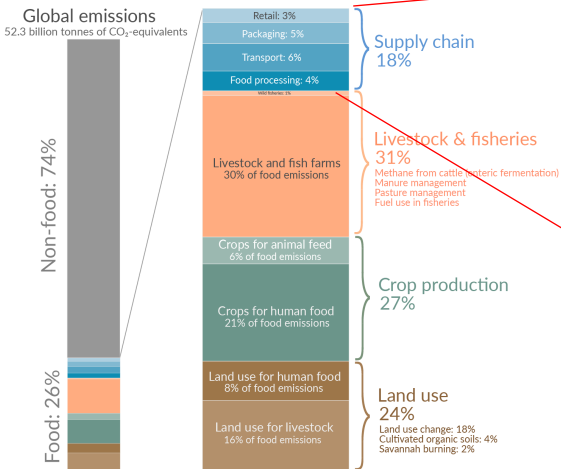 Global emissions
52.3 billion tonnes of CO₂-equivalents
Non-food: 74%
Food: 26%
Retail: 3%
Packaging: 5%
Transport: 6%
Food processing: 4%
Wild fisheries: 1%
Livestock and fish farms
30% of food emissions
Crops for animal feed
6% of food emissions
Crops for human food
21% of food emissions
Land use for human food
8% of food emissions
Land use for livestock
16% of food emissions
Supply chain
18%
Livestock & fisheries
31%
Methane from cattle (enteric fermentation)
Manure management
Pasture management
Fuel use in fisheries
Crop production
27%
Land use
24%
Land use change: 18%
Cultivated organic soils: 4%
Savannah burning: 2%